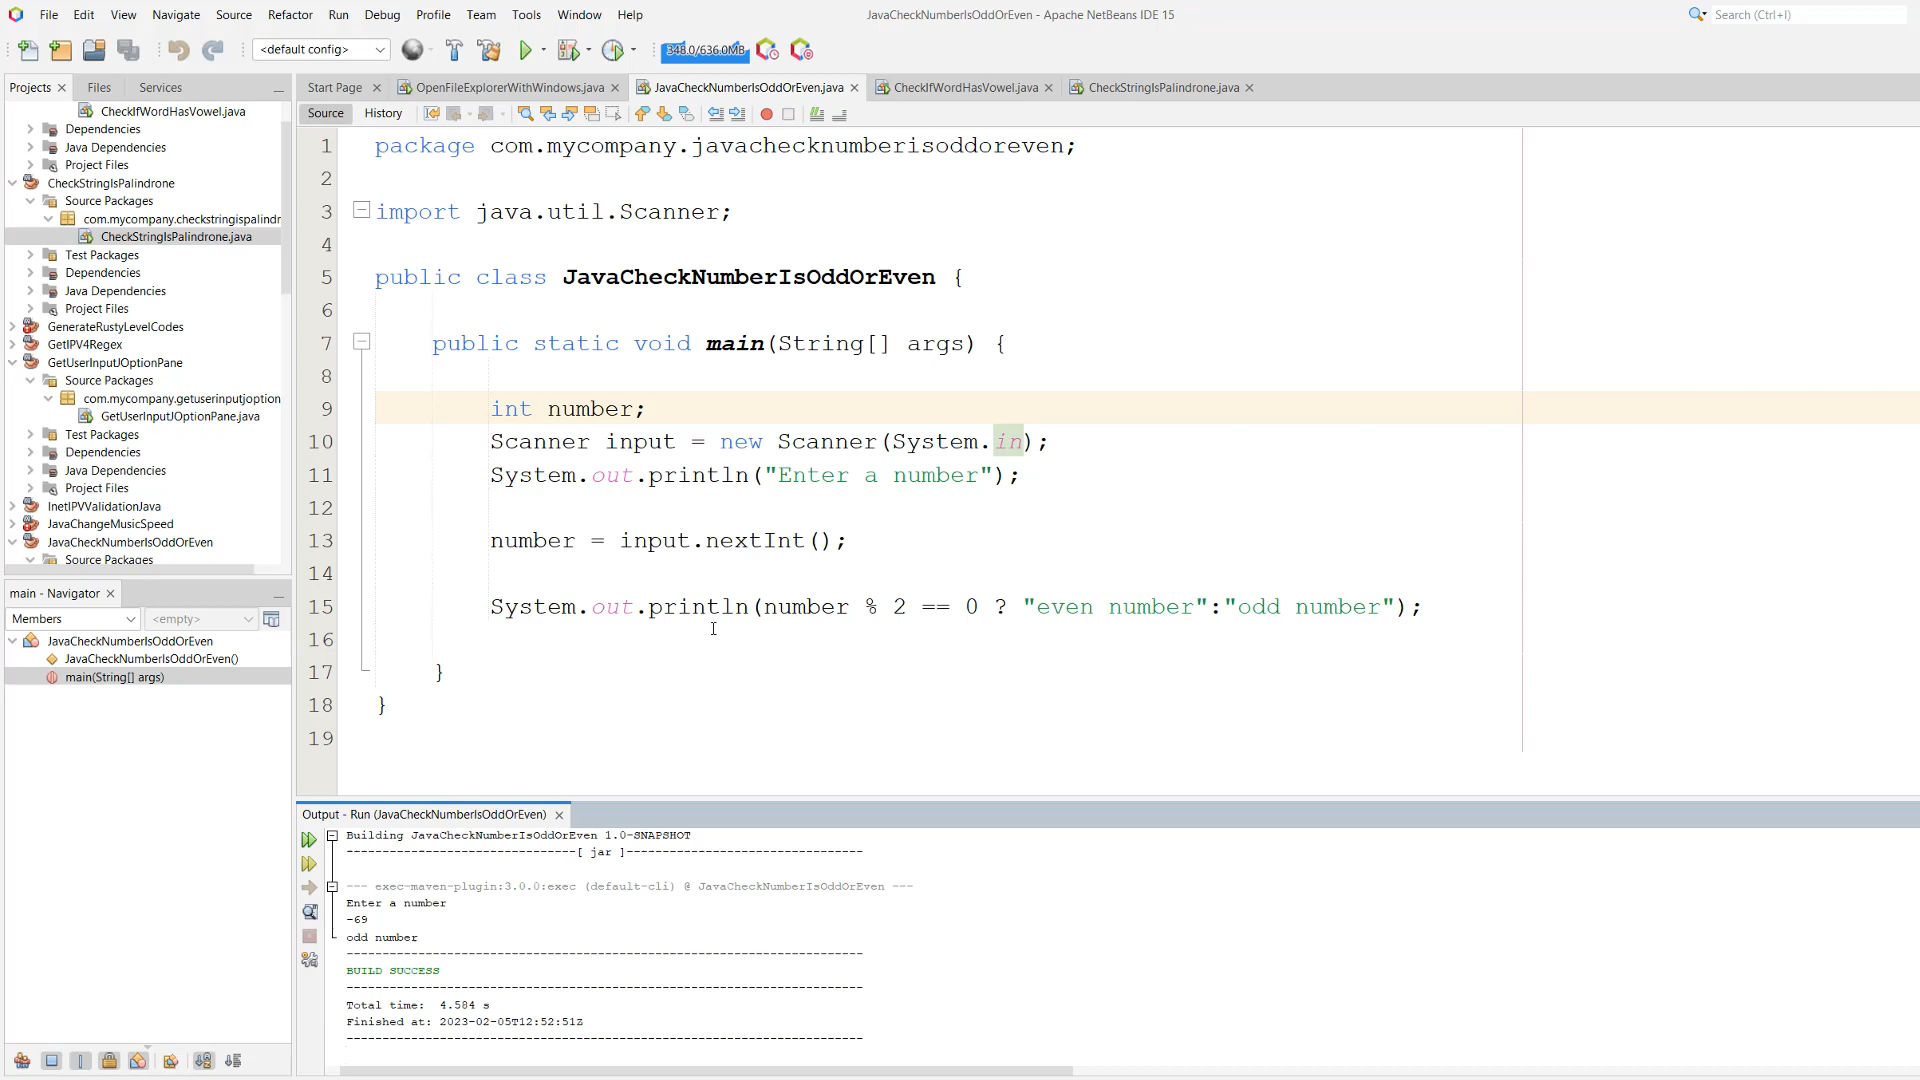 File Edit View Navigate Source Refactor Run Debug Profile Team Tools Window Help
JavaCheckNumberIsOddOrEven - Apache NetBeans IDE 15
Search (Ctrl+I)
<default config>
348.0/636.0MB
Projects Files Services
Start Page OpenFileExplorerWithWindows.java JavaCheckNumberIsOddOrEven.java CheckIfWordHasVowel.java CheckStringIsPalindrone.java
Source History
CheckIfWordHasVowel.java
Dependencies
Java Dependencies
Project Files
CheckStringIsPalindrone
Source Packages
com.mycompany.checkstringispalindr
CheckStringIsPalindrone.java
Test Packages
Dependencies
Java Dependencies
Project Files
GenerateRustyLevelCodes
GetIPV4Regex
GetUserInputJOptionPane
Source Packages
com.mycompany.getuserinputjoption
GetUserInputJOptionPane.java
Test Packages
Dependencies
Java Dependencies
Project Files
InetIPVValidationJava
JavaChangeMusicSpeed
JavaCheckNumberIsOddOrEven
Source Packages
main - Navigator
Members <empty>
JavaCheckNumberIsOddOrEven
JavaCheckNumberIsOddOrEven()
main(String[] args)
1 package com.mycompany.javachecknumberisoddoreven;
2
3 import java.util.Scanner;
4
5 public class JavaCheckNumberIsOddOrEven {
6
7 public static void main(String[] args) {
8
9 int number;
10 Scanner input = new Scanner(System.in);
11 System.out.println("Enter a number");
12
13 number = input.nextInt();
14
15 System.out.println(number % 2 == 0 ? "even number":"odd number");
16
17 }
18 }
19
Output - Run (JavaCheckNumberIsOddOrEven)
Building JavaCheckNumberIsOddOrEven 1.0-SNAPSHOT
--------------------------------[ jar ]---------------------------------
--- exec-maven-plugin:3.0.0:exec (default-cli) @ JavaCheckNumberIsOddOrEven ---
Enter a number
-69
odd number
------------------------------------------------------------------------
BUILD SUCCESS
------------------------------------------------------------------------
Total time:  4.584 s
Finished at: 2023-02-05T12:52:51Z
------------------------------------------------------------------------